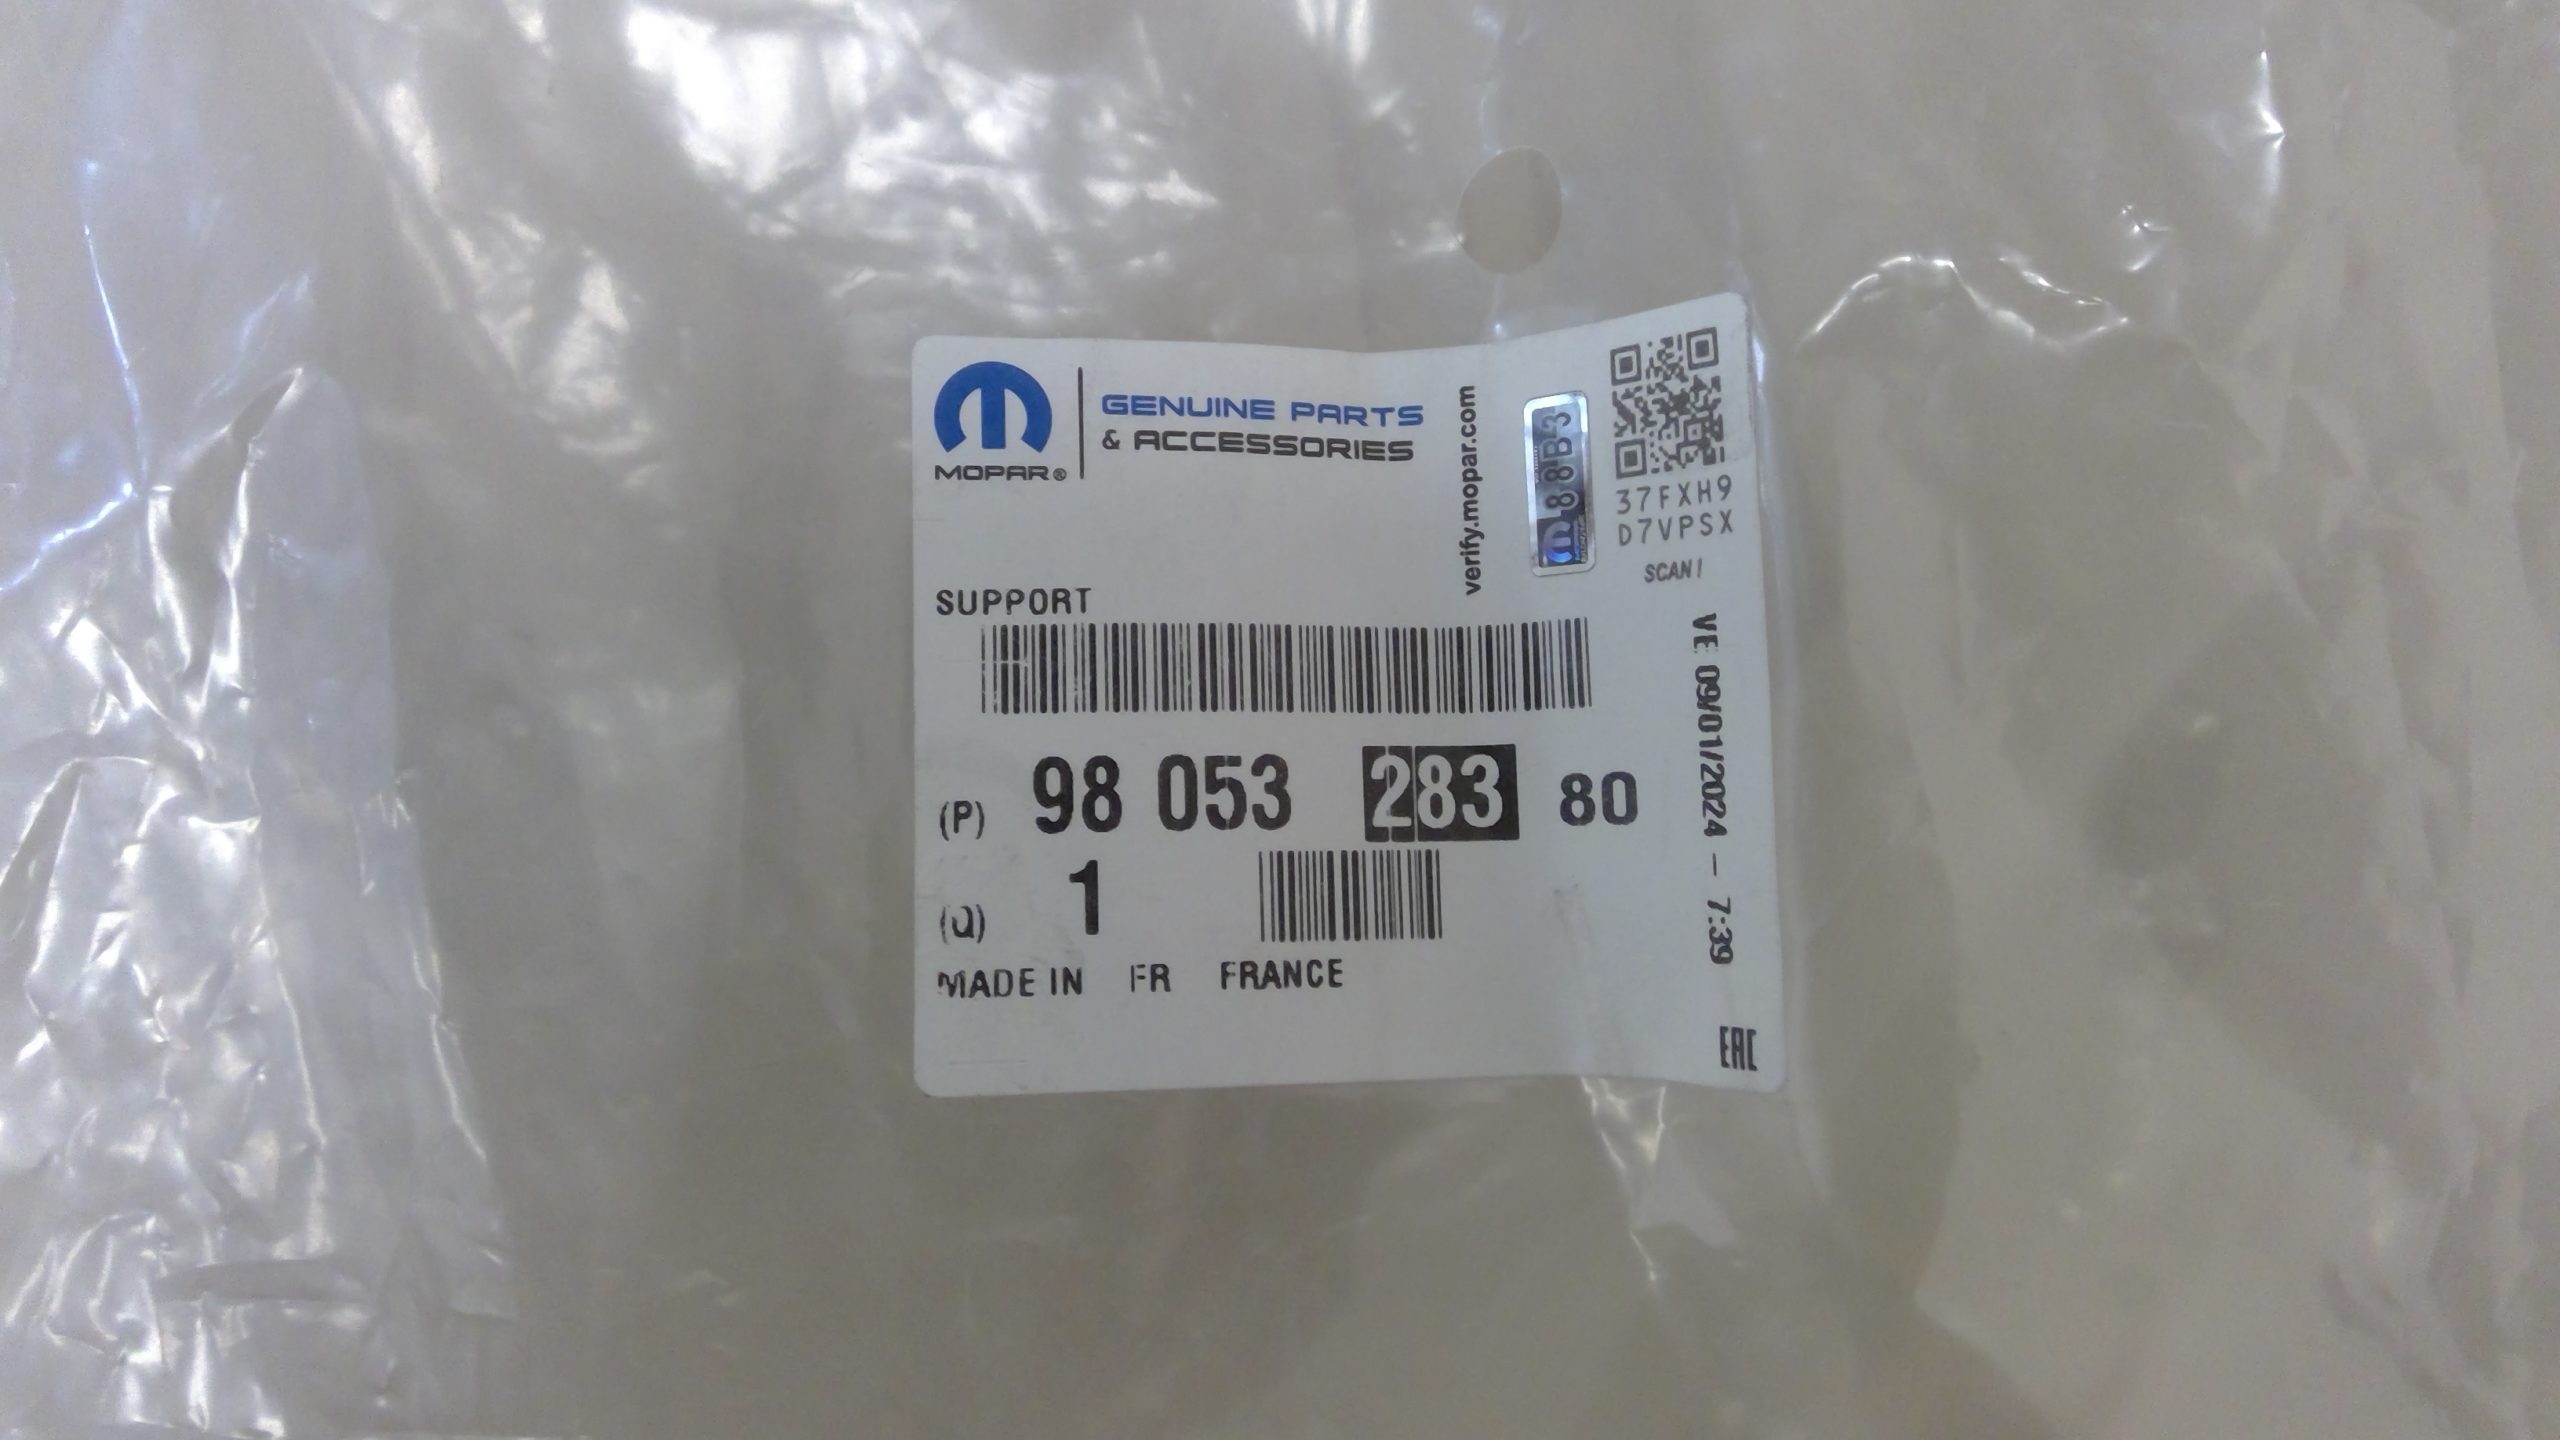 MOPAR®
GENUINE PARTS
& ACCESSORIES
verify.mopar.com
88B3
37FXH9
D7VPSX
SCAN!
SUPPORT
(P) 98 053 283 80
(Q) 1
MADE IN FR FRANCE
VE 09/01/2024 - 7:39
EAC